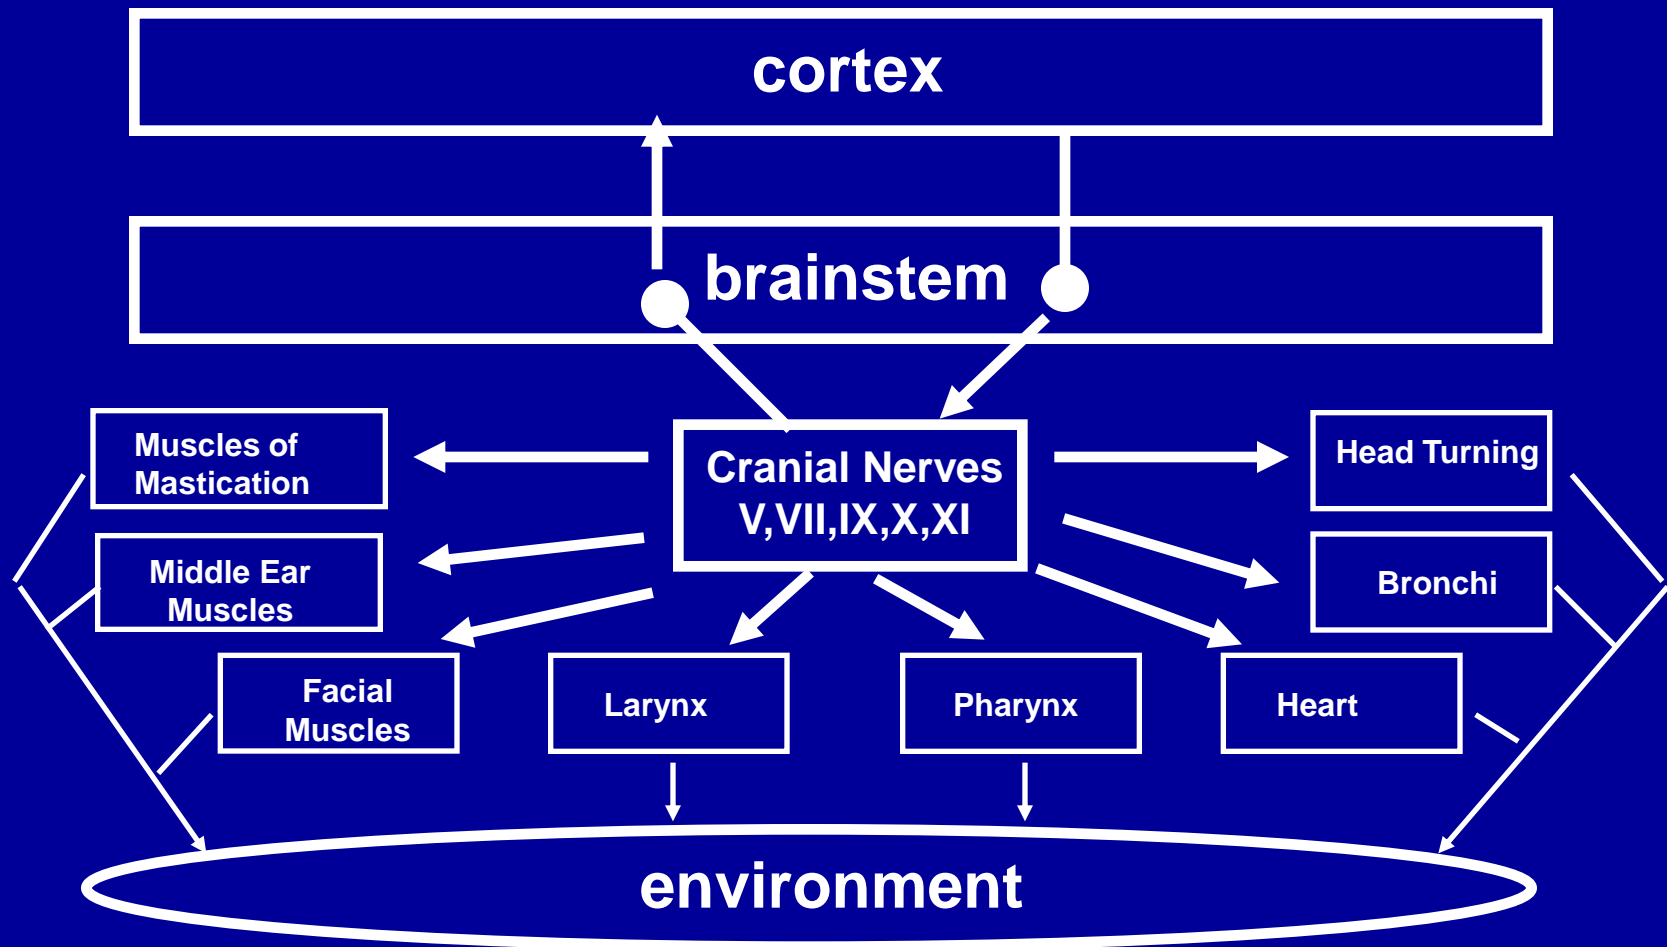 cortex
brainstem
Muscles of
Mastication
Cranial Nerves
V,VII,IX,X,XI
Head Turning
Middle Ear
Muscles
Bronchi
Facial
Muscles
Larynx
Pharynx
Heart
environment